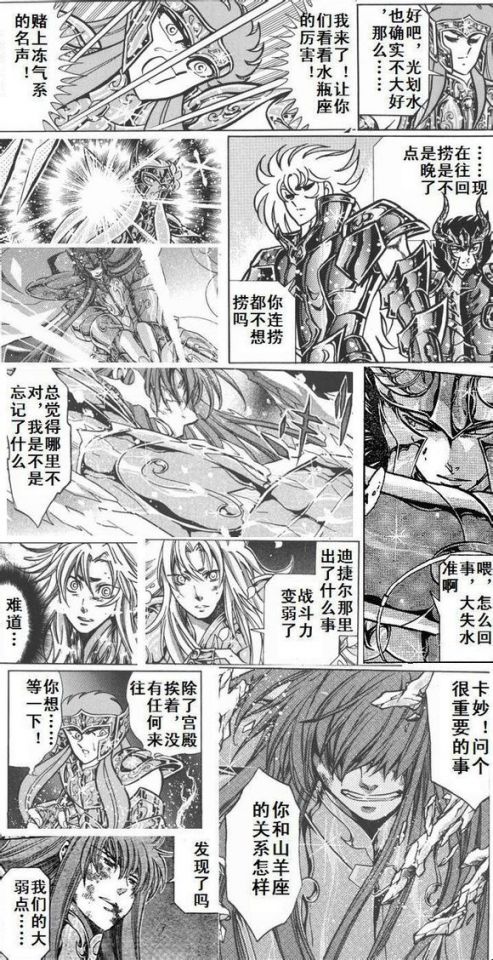 好吧，光划水
也确实不大好
，那么……
我来了！让你
们看看水瓶座
的厉害！
赌上冻气系
的名声！
……现
在往回
捞是不
是晚了
点
你连捞
都不想
捞吗
总觉得哪里不
对，我是不是
忘记了什么
喂，怎么回
事，大失水
准啊
迪捷尔那里
出了什么事
战斗力
变弱了
难道…
卡妙！问个
很重要的事
你和山羊座
的关系怎样
除了宫殿
挨着，没
有任何来
往
你想……
等一下！
发现了吗
我们的大
弱点……